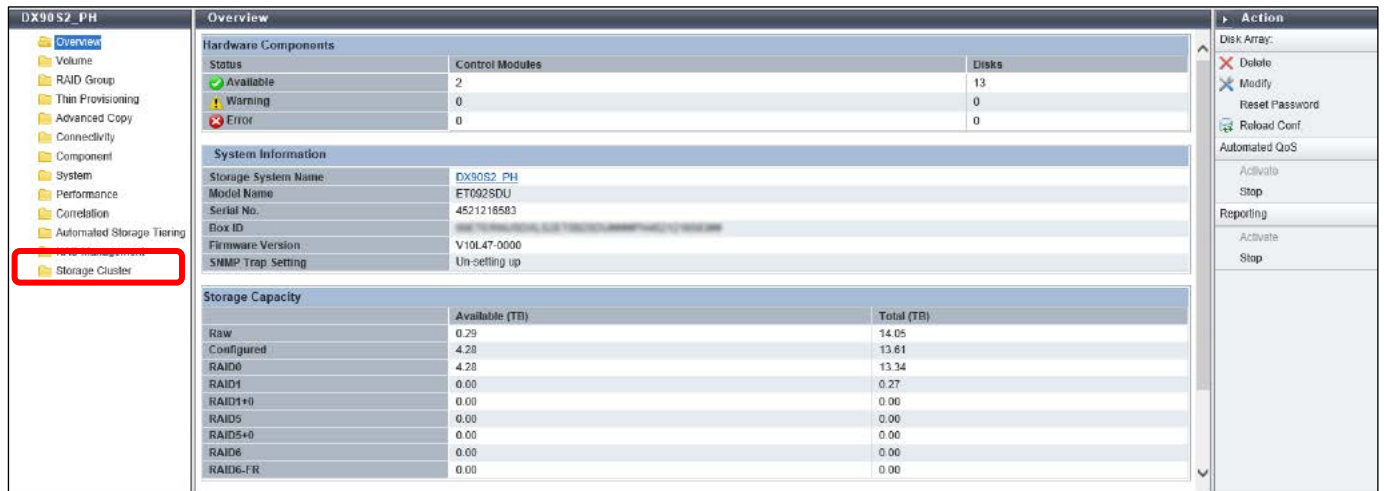 DX90S2_PH Overview Action
Overview
Volume
RAID Group
Thin Provisioning
Advanced Copy
Connectivity
Component
System
Performance
Correlation
Automated Storage Tiering
NAS Management
Storage Cluster
Hardware Components
Status Control Modules Disks
Available 2 13
Warning 0 0
Error 0 0
System Information
Storage System Name DX90S2_PH
Model Name ET092SDU
Serial No. 4521216583
Box ID
Firmware Version V10L47-0000
SNMP Trap Setting Un-setting up
Storage Capacity
Available (TB) Total (TB)
Raw 0.29 14.05
Configured 4.28 13.61
RAID0 4.28 13.34
RAID1 0.00 0.27
RAID1+0 0.00 0.00
RAID5 0.00 0.00
RAID5+0 0.00 0.00
RAID6 0.00 0.00
RAID6-FR 0.00 0.00
Disk Array:
Delete
Modify
Reset Password
Reload Conf.
Automated QoS
Activate
Stop
Reporting
Activate
Stop